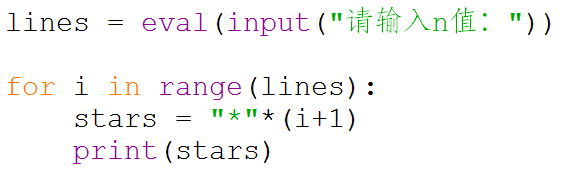 lines = eval(input("请输入n值："))
for i in range(lines):
    stars = "*"*(i+1)
    print(stars)